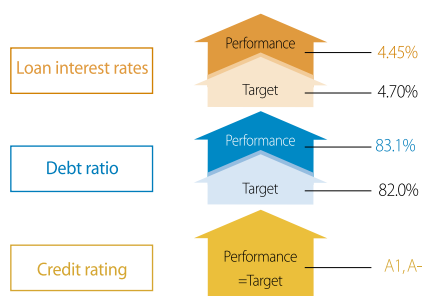 Performance
Loan interest rates
4.45%
Target
4.70%
Performance
83.1%
Debt ratio
Target
82.0%
Performance
=Target
Credit rating
A1, A-